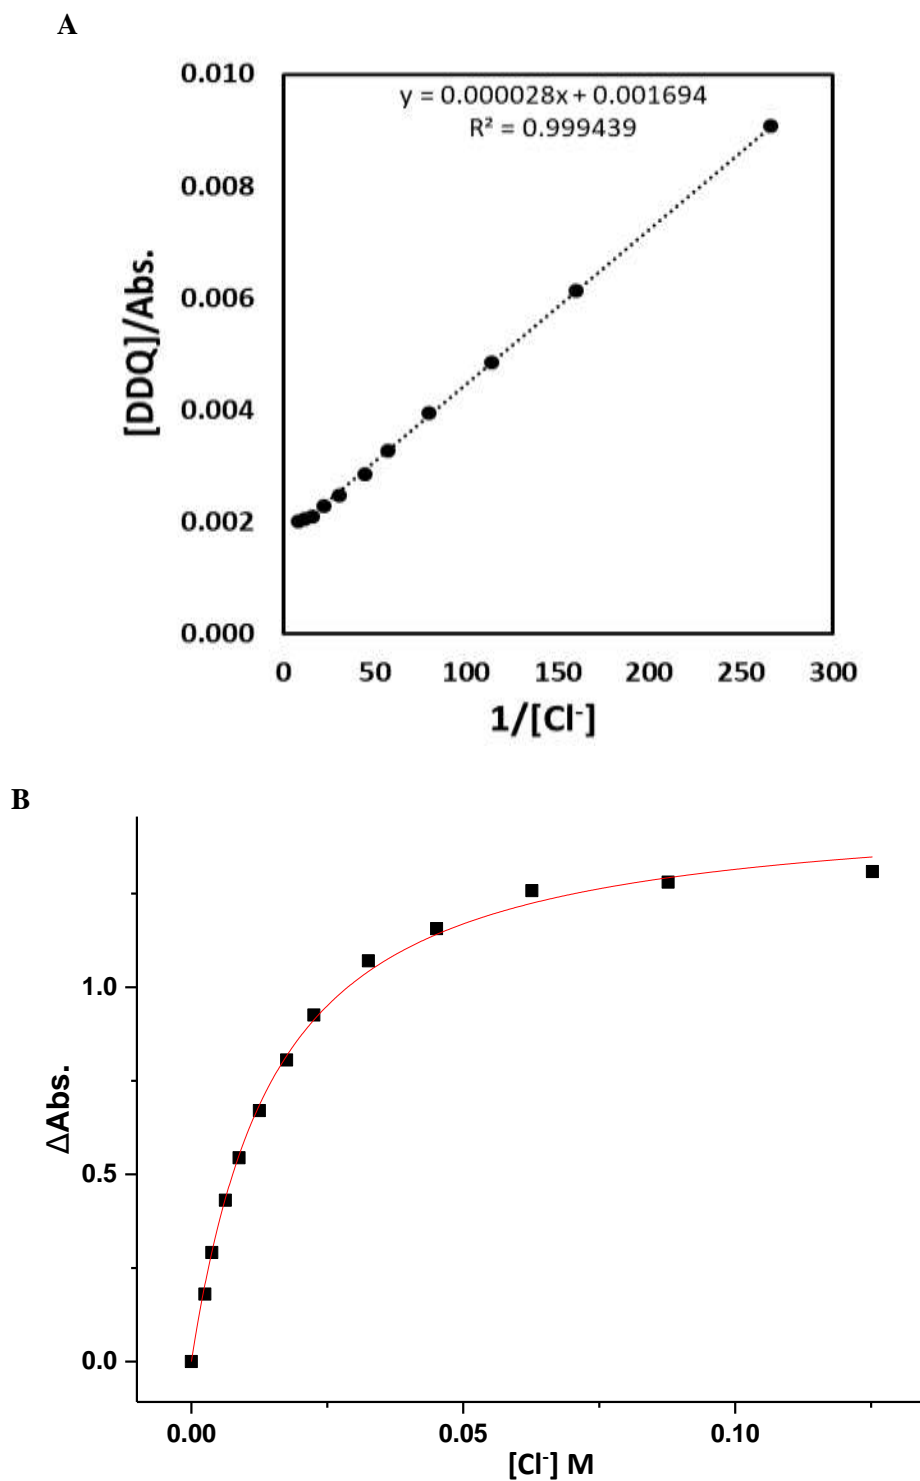 A
y = 0.000028x + 0.001694
R² = 0.999439
0.010
0.008
0.006
0.004
0.002
0.000
[DDQ]/Abs.
0 50 100 150 200 250 300
1/[Cl⁻]
B
1.0
0.5
0.0
ΔAbs.
0.00 0.05 0.10
[Cl⁻] M